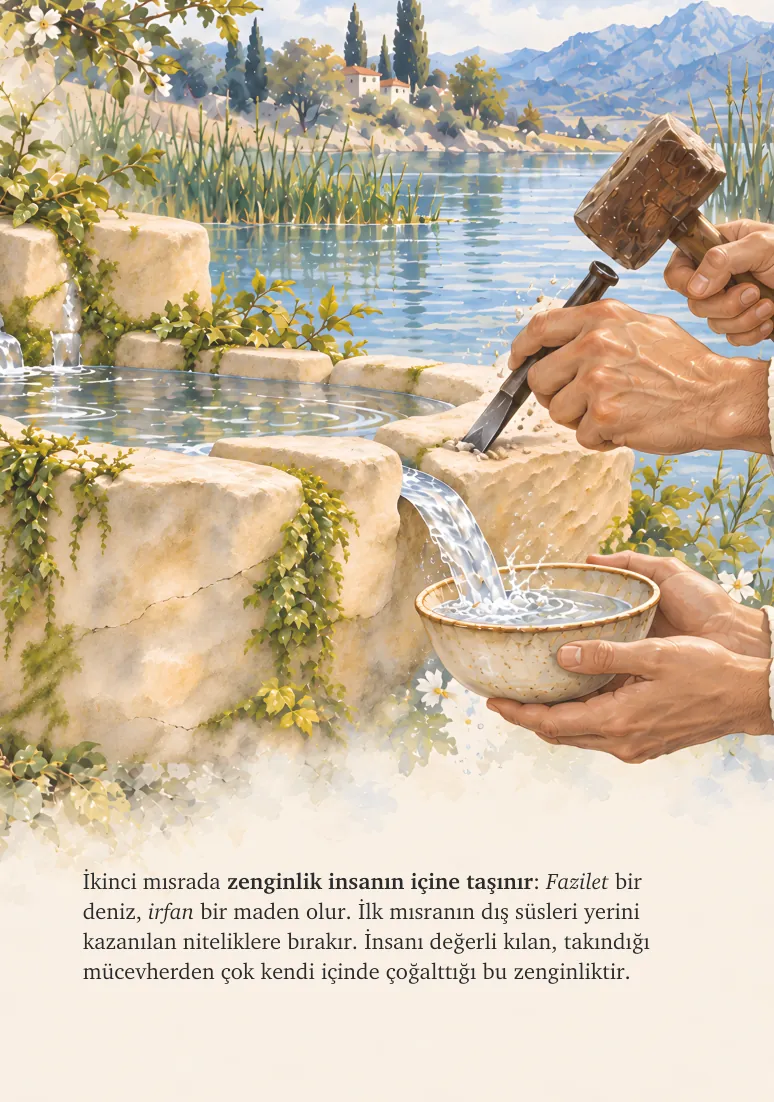 İkinci mısrada zenginlik insanın içine taşınır: Fazilet bir
deniz, irfan bir maden olur. İlk mısranın dış süsleri yerini
kazanılan niteliklere bırakır. İnsanı değerli kılan, takındığı
mücevherden çok kendi içinde çoğalttığı bu zenginliktir.